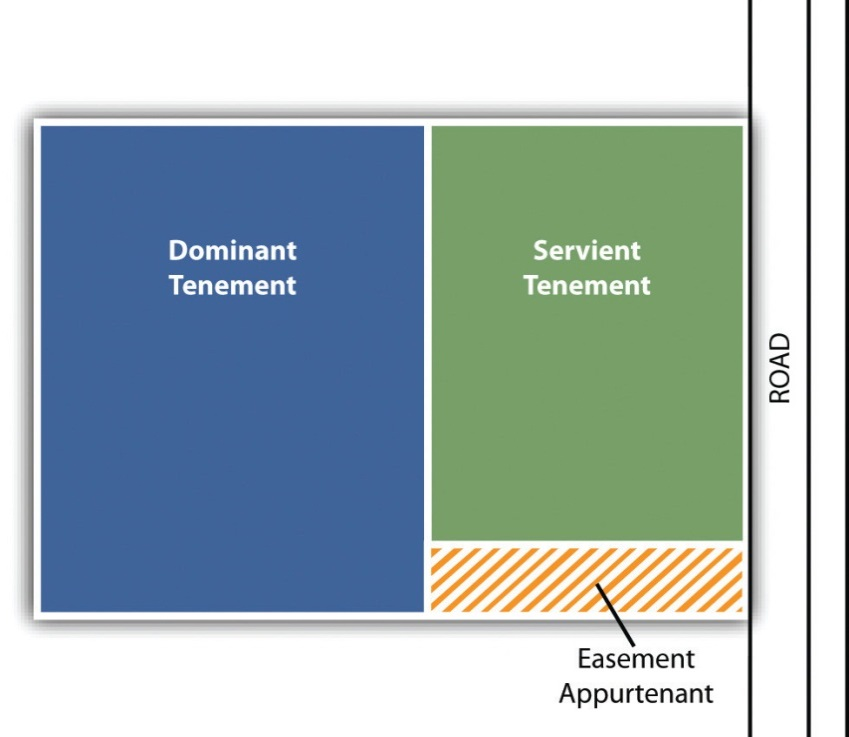 Dominant
Tenement
Servient
Tenement
ROAD
Easement
Appurtenant